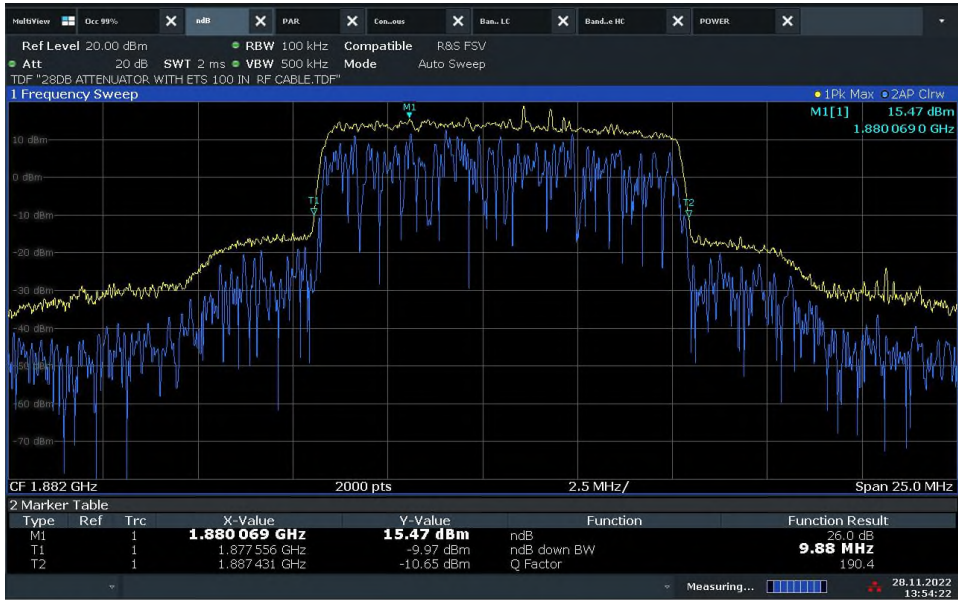 MultiView Occ 99% ✕ ndB ✕ PAR ✕ Con...ous ✕ Ban.. LC ✕ Band..e HC ✕ POWER ✕
Ref Level 20.00 dBm RBW 100 kHz Compatible R&S FSV
Att 20 dB SWT 2 ms VBW 500 kHz Mode Auto Sweep
TDF "28DB ATTENUATOR WITH ETS 100 IN RF CABLE.TDF"
1 Frequency Sweep 1Pk Max 2AP Clrw
M1 M1[1] 15.47 dBm
1.880 069 0 GHz
10 dBm
0 dBm
T1 T2
-10 dBm
-20 dBm
-30 dBm
-40 dBm
-50 dBm
-60 dBm
-70 dBm
CF 1.882 GHz 2000 pts 2.5 MHz/ Span 25.0 MHz
2 Marker Table
Type Ref Trc X-Value Y-Value Function Function Result
M1 1 1.880 069 GHz 15.47 dBm ndB 26.0 dB
T1 1 1.877 556 GHz -9.97 dBm ndB down BW 9.88 MHz
T2 1 1.887 431 GHz -10.65 dBm Q Factor 190.4
Measuring... 28.11.2022
13:54:22